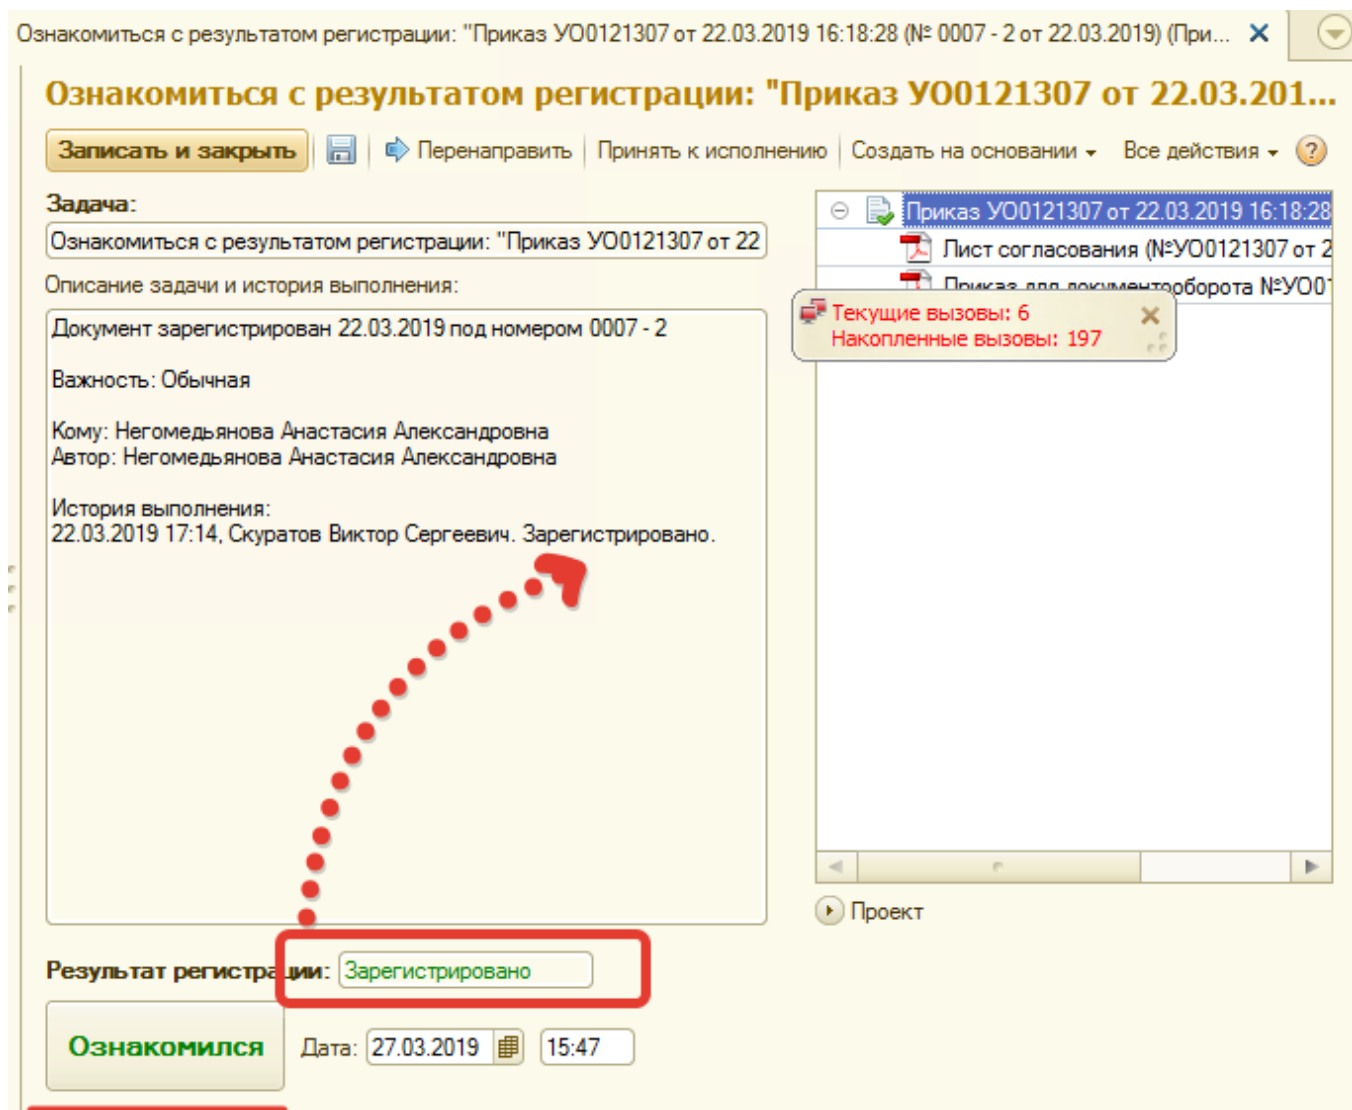 Ознакомиться с результатом регистрации: "Приказ УО0121307 от 22.03.2019 16:18:28 (№ 0007 - 2 от 22.03.2019) (При...
Ознакомиться с результатом регистрации: "Приказ УО0121307 от 22.03.201...
Записать и закрыть Перенаправить Принять к исполнению Создать на основании Все действия ?
Задача:
Ознакомиться с результатом регистрации: "Приказ УО0121307 от 22
Описание задачи и история выполнения:
Документ зарегистрирован 22.03.2019 под номером 0007 - 2
Важность: Обычная
Кому: Негомедьянова Анастасия Александровна
Автор: Негомедьянова Анастасия Александровна
История выполнения:
22.03.2019 17:14, Скуратов Виктор Сергеевич. Зарегистрировано.
Приказ УО0121307 от 22.03.2019 16:18:28
Лист согласования (№УО0121307 от 2
Приказ для документооборота №УО01
Текущие вызовы: 6
Накопленные вызовы: 197
Проект
Результат регистрации: Зарегистрировано
Ознакомился Дата: 27.03.2019 15:47